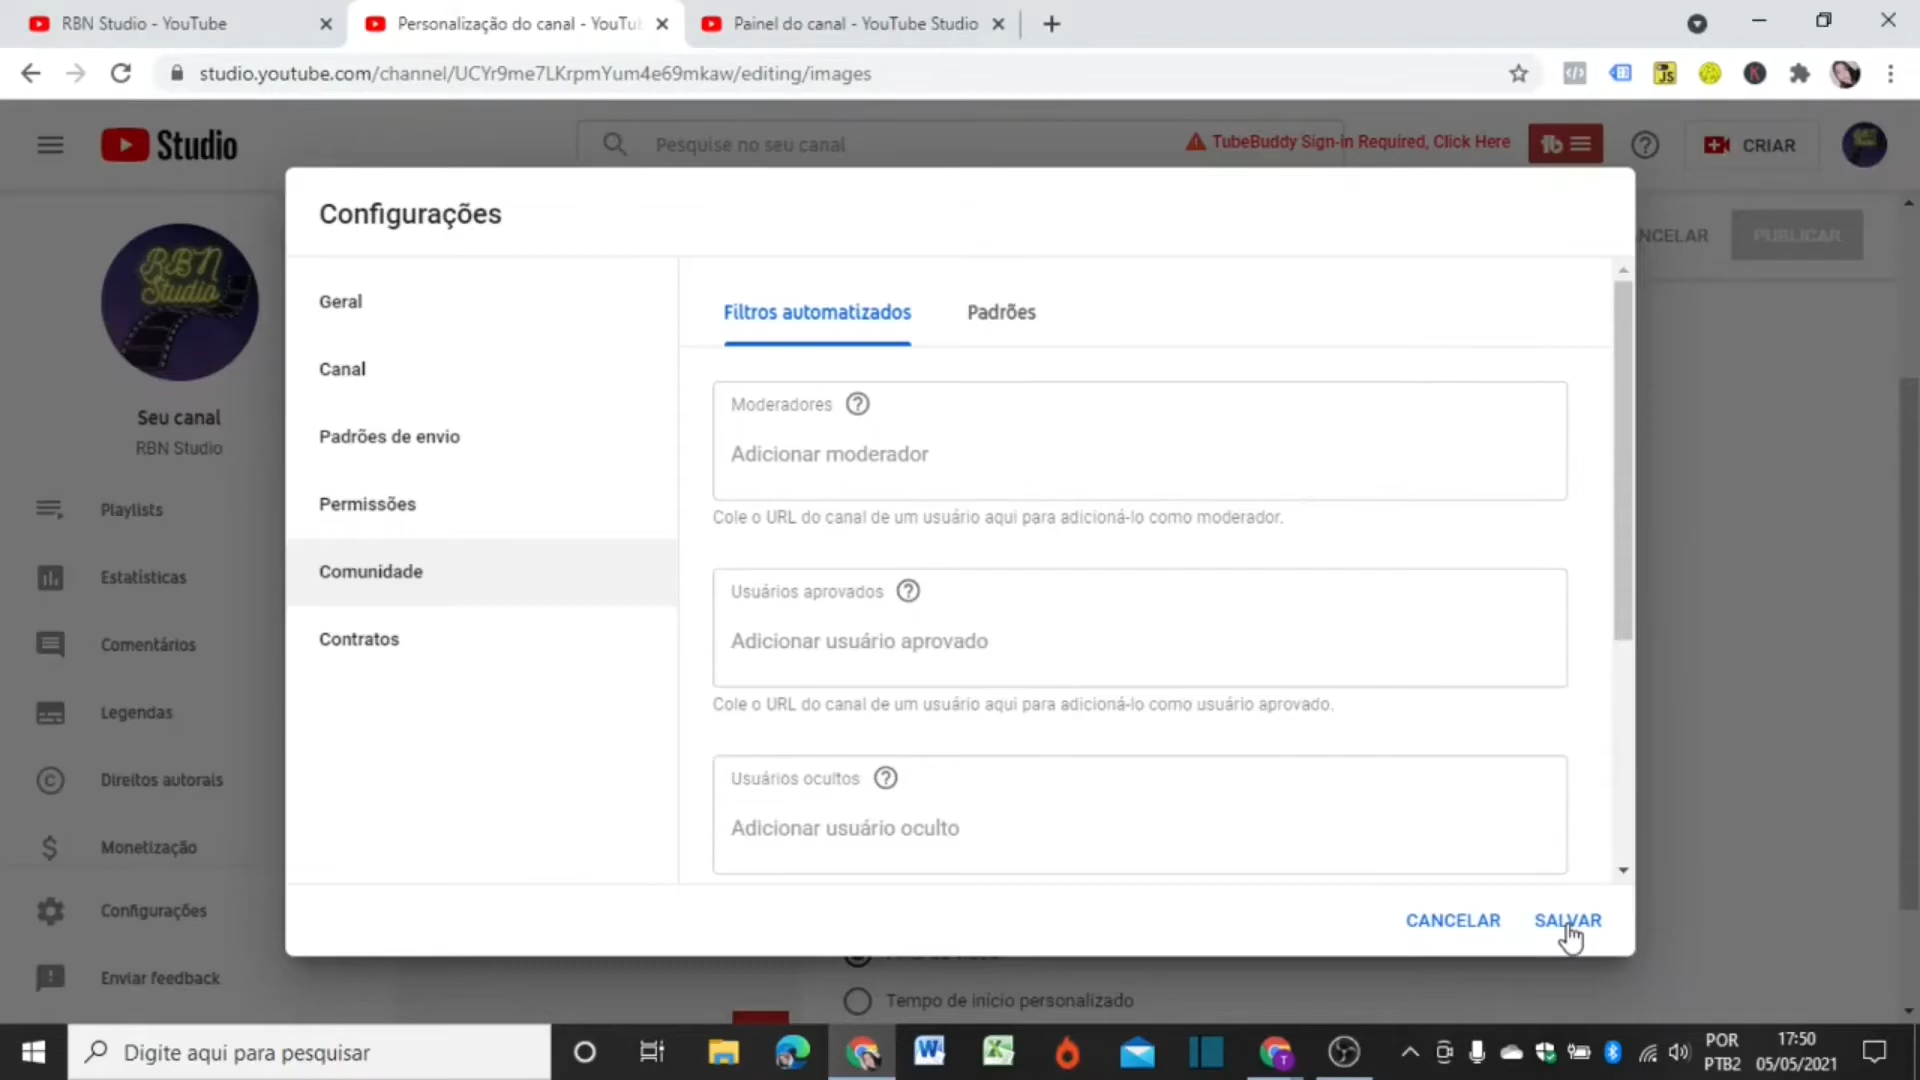 RBN Studio - YouTube
Personalização do canal - YouTu
Painel do canal - YouTube Studio
studio.youtube.com/channel/UCYr9me7LKrpmYum4e69mkaw/editing/images
Studio
Pesquise no seu canal
TubeBuddy Sign-in Required, Click Here
CRIAR
NCELAR
PUBLICAR
RBN
Studio
Seu canal
RBN Studio
Playlists
Estatísticas
Comentários
Legendas
Direitos autorais
Monetização
Configurações
Enviar feedback
Configurações
Geral
Canal
Padrões de envio
Permissões
Comunidade
Contratos
Filtros automatizados
Padrões
Moderadores
Adicionar moderador
Cole o URL do canal de um usuário aqui para adicioná-lo como moderador.
Usuários aprovados
Adicionar usuário aprovado
Cole o URL do canal de um usuário aqui para adicioná-lo como usuário aprovado.
Usuários ocultos
Adicionar usuário oculto
CANCELAR SALVAR
Tempo de início personalizado
Digite aqui para pesquisar
POR
PTB2
17:50
05/05/2021